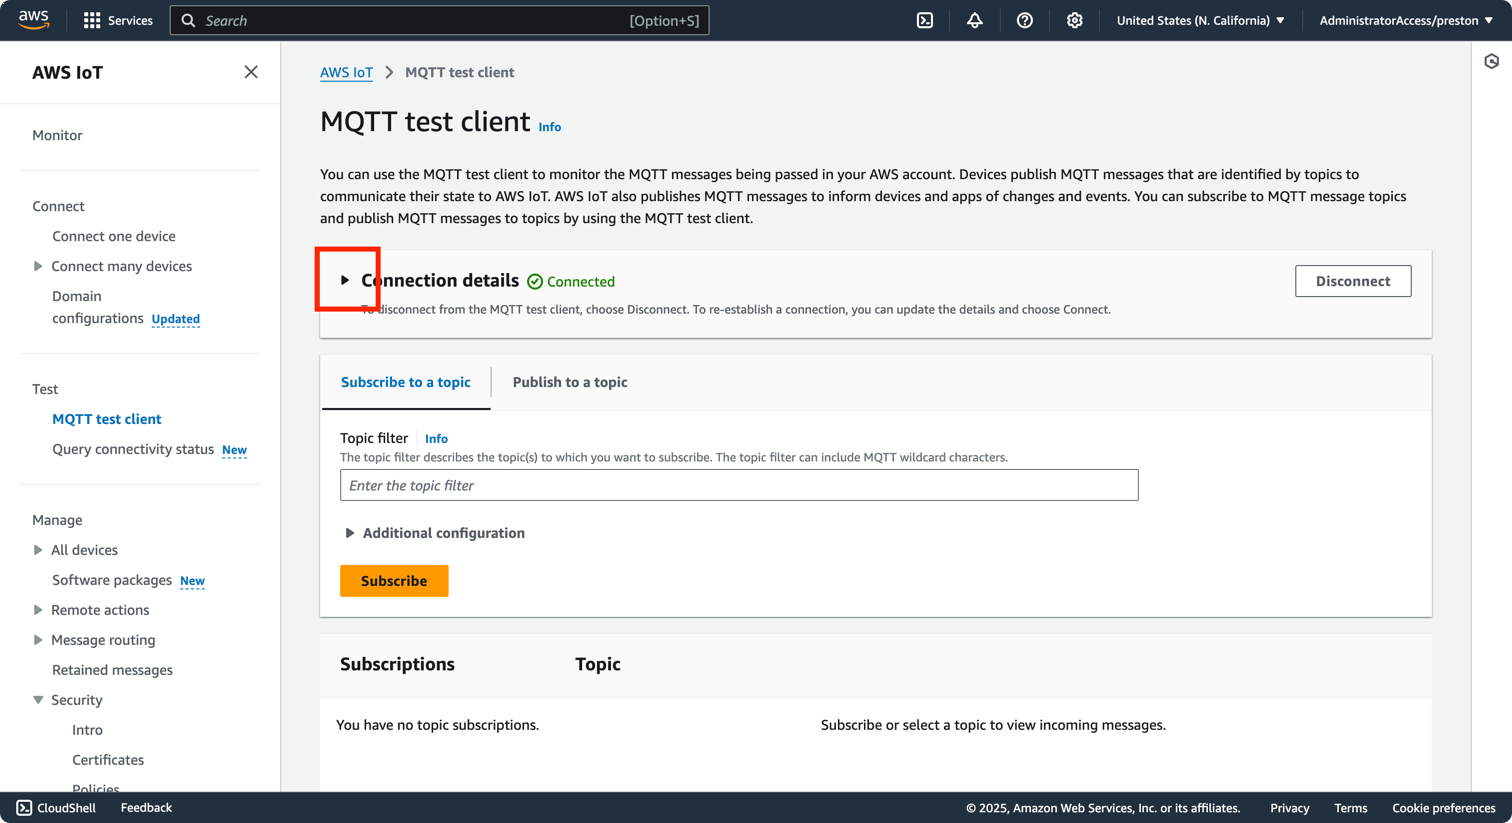 aws
Services
Search
[Option+S]
United States (N. California)
AdministratorAccess/preston
AWS IoT
Monitor
Connect
Connect one device
Connect many devices
Domain
configurations Updated
Test
MQTT test client
Query connectivity status New
Manage
All devices
Software packages New
Remote actions
Message routing
Retained messages
Security
Intro
Certificates
Policies
AWS IoT > MQTT test client
MQTT test client Info
You can use the MQTT test client to monitor the MQTT messages being passed in your AWS account. Devices publish MQTT messages that are identified by topics to
communicate their state to AWS IoT. AWS IoT also publishes MQTT messages to inform devices and apps of changes and events. You can subscribe to MQTT message topics
and publish MQTT messages to topics by using the MQTT test client.
Connection details Connected
Disconnect
To disconnect from the MQTT test client, choose Disconnect. To re-establish a connection, you can update the details and choose Connect.
Subscribe to a topic
Publish to a topic
Topic filter Info
The topic filter describes the topic(s) to which you want to subscribe. The topic filter can include MQTT wildcard characters.
Enter the topic filter
Additional configuration
Subscribe
Subscriptions
Topic
You have no topic subscriptions.
Subscribe or select a topic to view incoming messages.
CloudShell
Feedback
© 2025, Amazon Web Services, Inc. or its affiliates.
Privacy
Terms
Cookie preferences